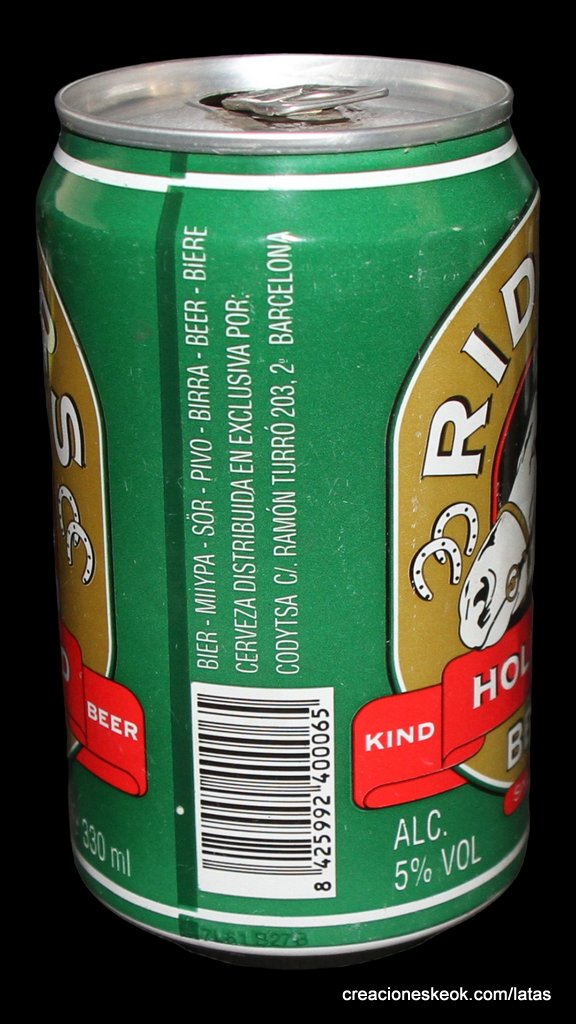 BIER - MIIYPA - SÖR - PIVO - BIRRA - BEER - BIERE
CERVEZA DISTRIBUIDA EN EXCLUSIVA POR:
CODYTSA C/. RAMÓN TURRÓ 203, 2º BARCELONA
8 425992 400065
S
BEER
330 ml
RID
HOL
KIND
ALC.
5% VOL
creacioneskeok.com/latas